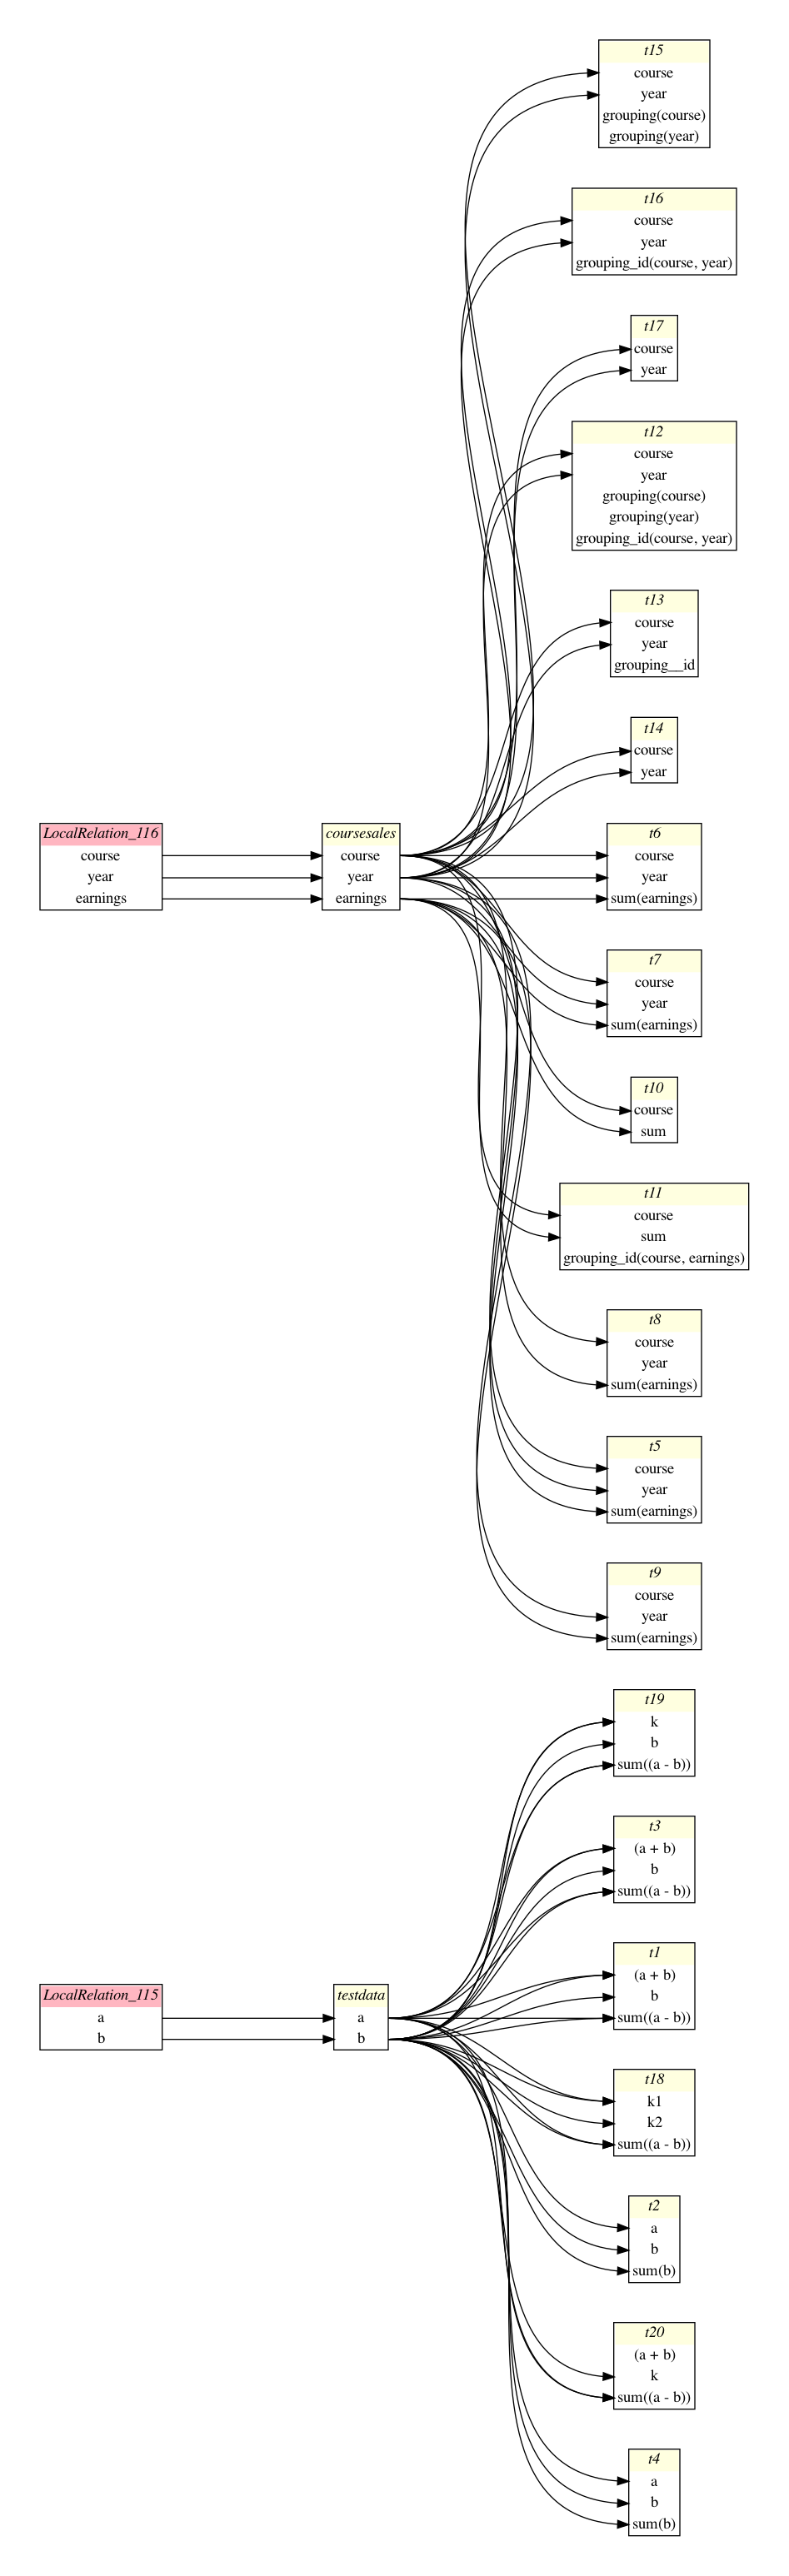 t15
course
year
grouping(course)
grouping(year)
t16
course
year
grouping_id(course, year)
t17
course
year
t12
course
year
grouping(course)
grouping(year)
grouping_id(course, year)
t13
course
year
grouping__id
t14
course
year
LocalRelation_116
course
year
earnings
coursesales
course
year
earnings
t6
course
year
sum(earnings)
t7
course
year
sum(earnings)
t10
course
sum
t11
course
sum
grouping_id(course, earnings)
t8
course
year
sum(earnings)
t5
course
year
sum(earnings)
t9
course
year
sum(earnings)
t19
k
b
sum((a - b))
t3
(a + b)
b
sum((a - b))
t1
(a + b)
b
sum((a - b))
LocalRelation_115
a
b
testdata
a
b
t18
k1
k2
sum((a - b))
t2
a
b
sum(b)
t20
(a + b)
k
sum((a - b))
t4
a
b
sum(b)